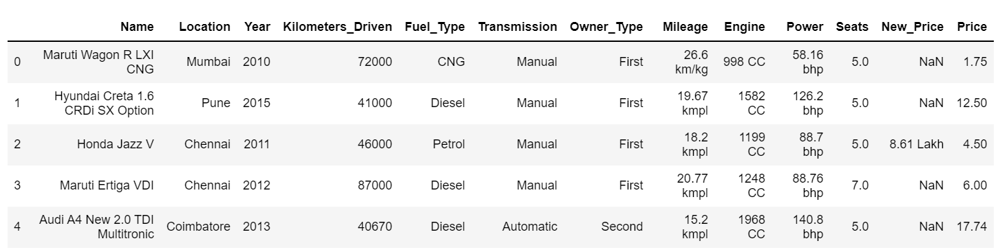 Name Location Year Kilometers_Driven Fuel_Type Transmission Owner_Type Mileage Engine Power Seats New_Price Price
0 Maruti Wagon R LXI CNG Mumbai 2010 72000 CNG Manual First 26.6 km/kg 998 CC 58.16 bhp 5.0 NaN 1.75
1 Hyundai Creta 1.6 CRDi SX Option Pune 2015 41000 Diesel Manual First 19.67 kmpl 1582 CC 126.2 bhp 5.0 NaN 12.50
2 Honda Jazz V Chennai 2011 46000 Petrol Manual First 18.2 kmpl 1199 CC 88.7 bhp 5.0 8.61 Lakh 4.50
3 Maruti Ertiga VDI Chennai 2012 87000 Diesel Manual First 20.77 kmpl 1248 CC 88.76 bhp 7.0 NaN 6.00
4 Audi A4 New 2.0 TDI Multitronic Coimbatore 2013 40670 Diesel Automatic Second 15.2 kmpl 1968 CC 140.8 bhp 5.0 NaN 17.74